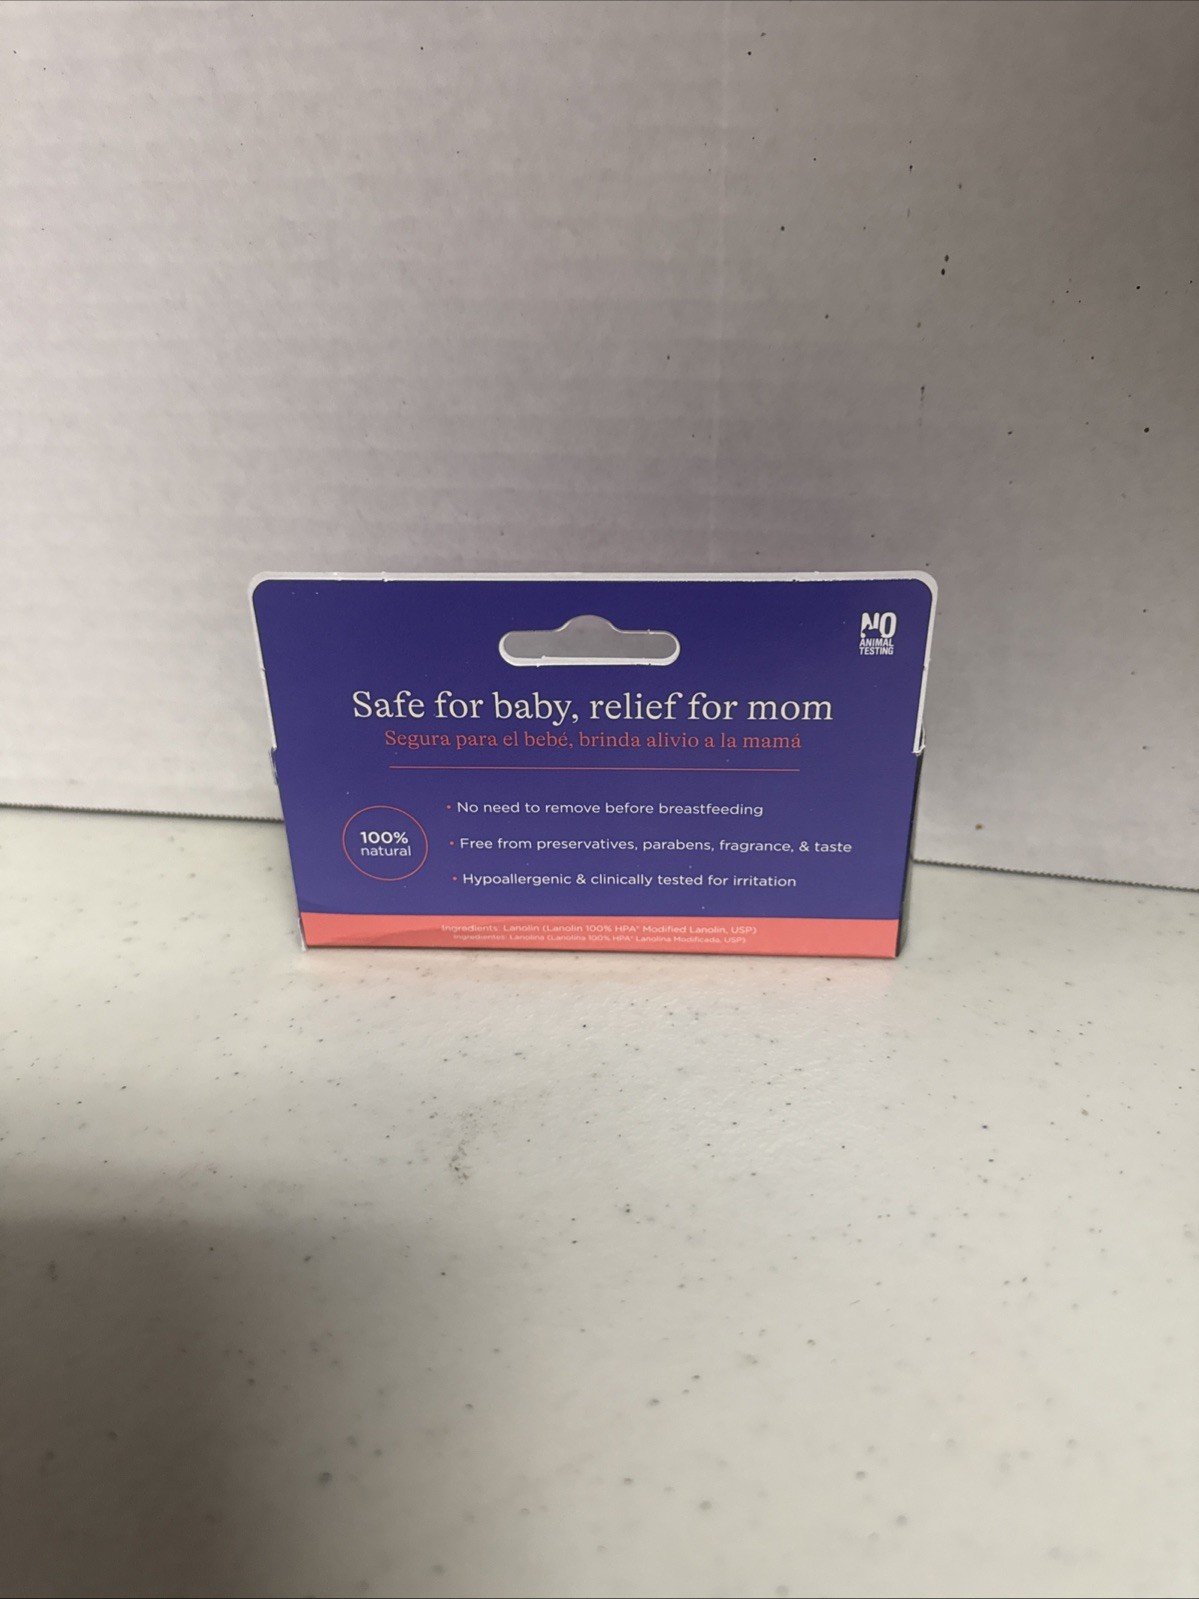 NO
ANIMAL
TESTING
Safe for baby, relief for mom
Segura para el bebé, brinda alivio a la mamá
100%
natural
• No need to remove before breastfeeding
• Free from preservatives, parabens, fragrance, & taste
• Hypoallergenic & clinically tested for irritation
Ingredients: Lanolin (Lanolin 100% HPA® Modified Lanolin, USP)
Ingredientes: Lanolina (Lanolina 100% HPA® Lanolina Modificada, USP)